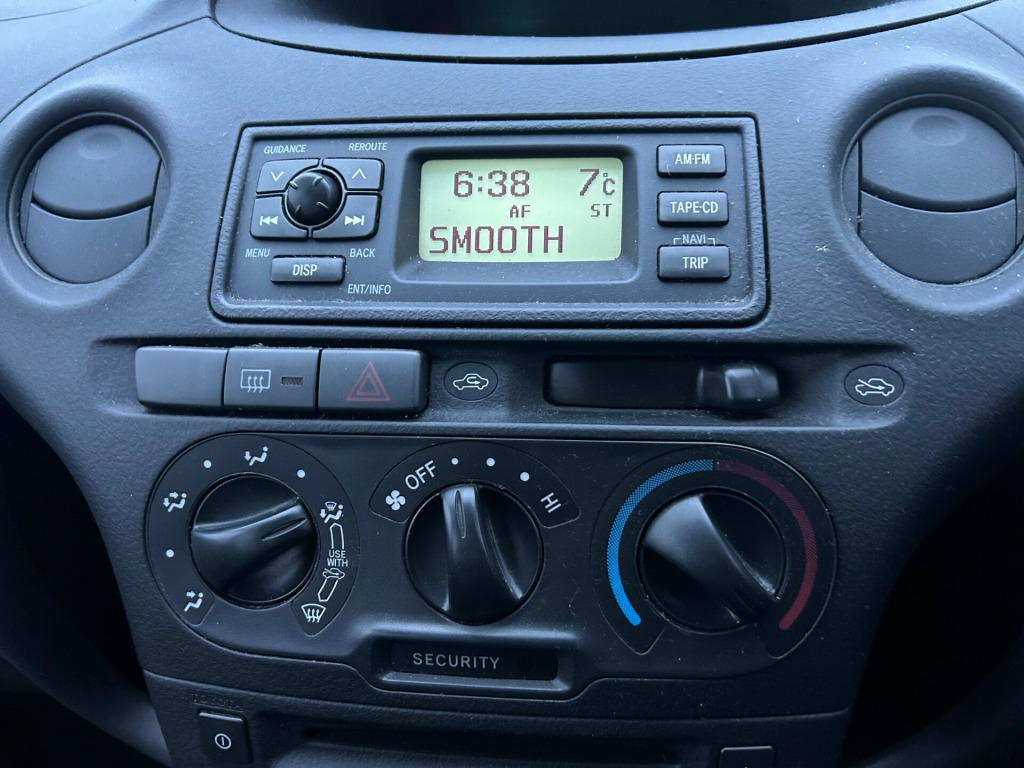 GUIDANCE REROUTE
6:38 7°C
AM·FM
AF ST
TAPE·CD
SMOOTH
MENU BACK
NAVI
DISP
TRIP
ENT/INFO
OFF
HI
USE
WITH
SECURITY